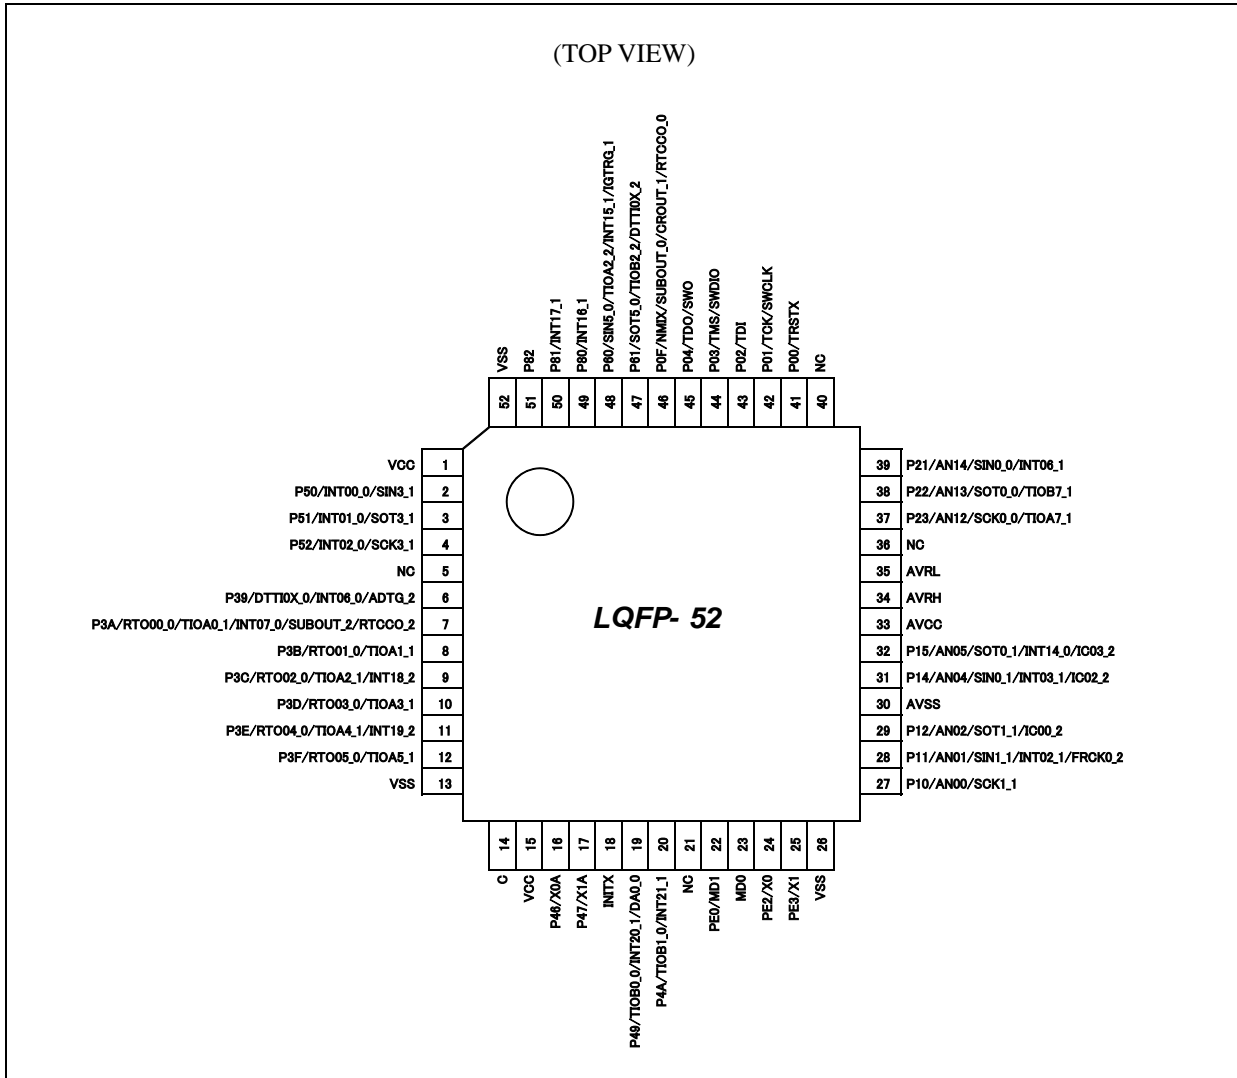 (TOP VIEW)
VSS
P82
P81/INT17_1
P80/INT16_1
P60/SIN5_0/TIOA2_2/INT15_1/IGTRG_1
P61/SOT5_0/TIOB2_2/DTTI0X_2
P0F/NMIX/SUBOUT_0/CROUT_1/RTCCO_0
P04/TDO/SWO
P03/TMS/SWDIO
P02/TDI
P01/TCK/SWCLK
P00/TRSTX
NC
52 51 50 49 48 47 46 45 44 43 42 41 40
VCC 1
P50/INT00_0/SIN3_1 2
P51/INT01_0/SOT3_1 3
P52/INT02_0/SCK3_1 4
NC 5
P39/DTTI0X_0/INT06_0/ADTG_2 6
P3A/RTO00_0/TIOA0_1/INT07_0/SUBOUT_2/RTCCO_2 7
P3B/RTO01_0/TIOA1_1 8
P3C/RTO02_0/TIOA2_1/INT18_2 9
P3D/RTO03_0/TIOA3_1 10
P3E/RTO04_0/TIOA4_1/INT19_2 11
P3F/RTO05_0/TIOA5_1 12
VSS 13
LQFP- 52
39 P21/AN14/SIN0_0/INT06_1
38 P22/AN13/SOT0_0/TIOB7_1
37 P23/AN12/SCK0_0/TIOA7_1
36 NC
35 AVRL
34 AVRH
33 AVCC
32 P15/AN05/SOT0_1/INT14_0/IC03_2
31 P14/AN04/SIN0_1/INT03_1/IC02_2
30 AVSS
29 P12/AN02/SOT1_1/IC00_2
28 P11/AN01/SIN1_1/INT02_1/FRCK0_2
27 P10/AN00/SCK1_1
14 15 16 17 18 19 20 21 22 23 24 25 26
C
VCC
P46/X0A
P47/X1A
INITX
P49/TIOB0_0/INT20_1/DA0_0
P4A/TIOB1_0/INT21_1
NC
PE0/MD1
MD0
PE2/X0
PE3/X1
VSS